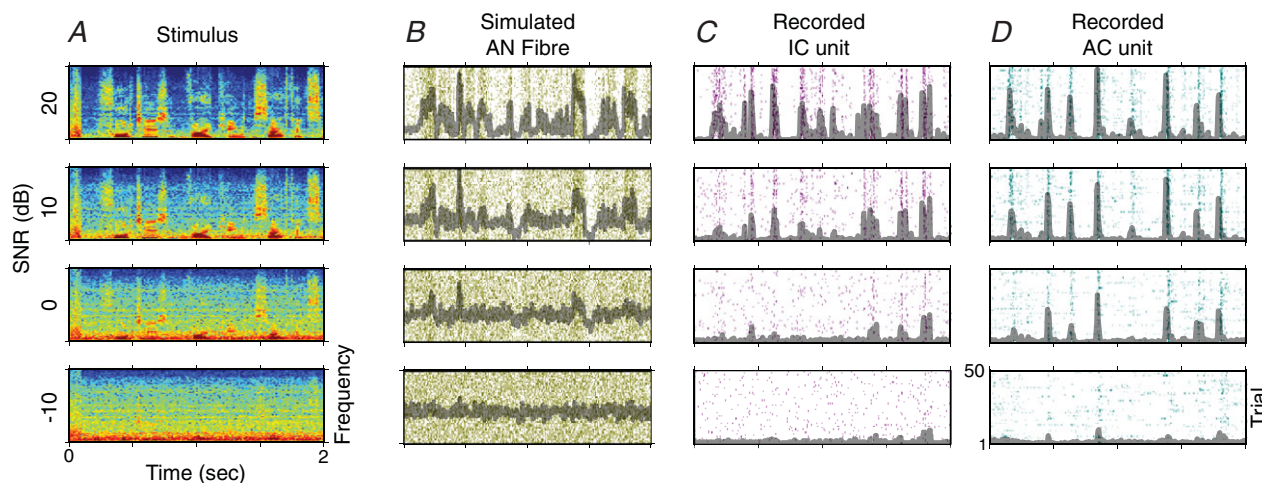 A Stimulus
B Simulated
AN Fibre
C Recorded
IC unit
D Recorded
AC unit
SNR (dB)
20
10
0
-10
Frequency
0 2
Time (sec)
50
1
Trial